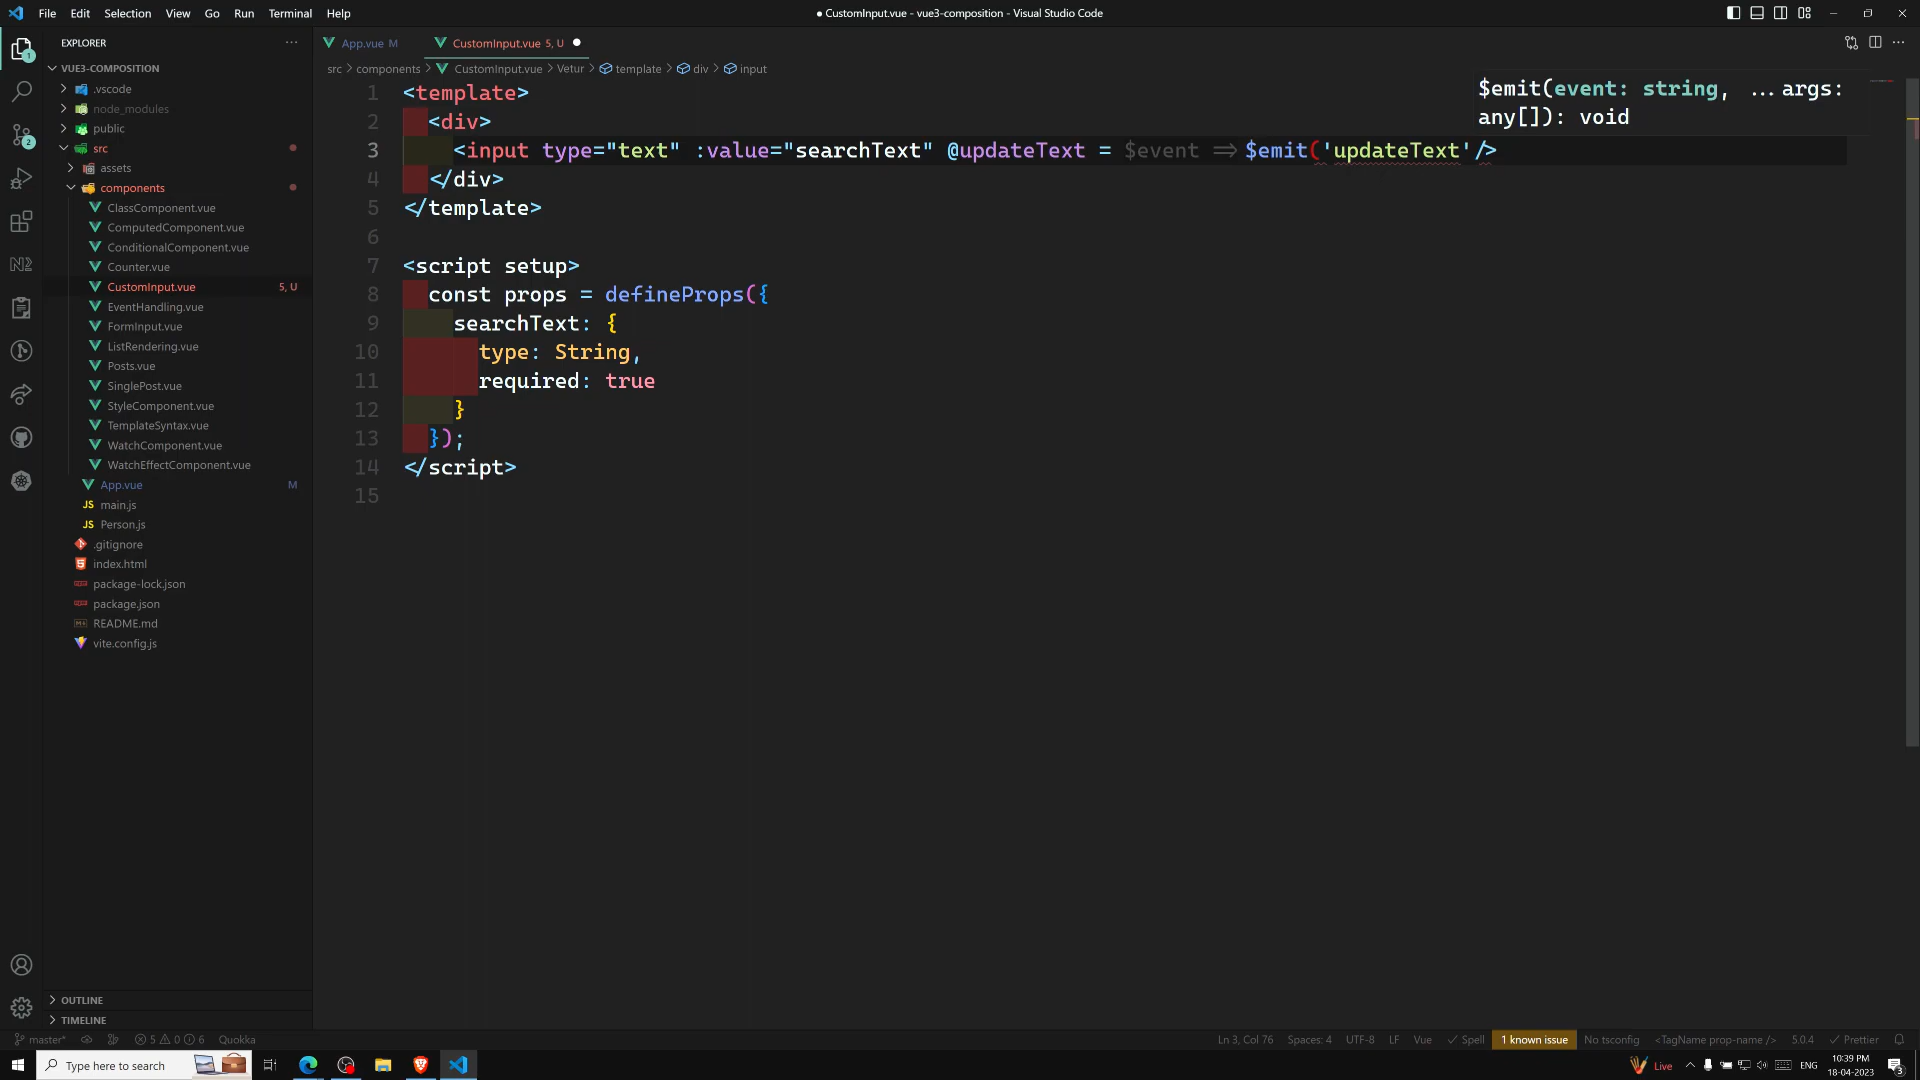 File Edit Selection View Go Run Terminal Help
● CustomInput.vue - vue3-composition - Visual Studio Code
EXPLORER
VUE3-COMPOSITION
.vscode
node_modules
public
src
assets
components
ClassComponent.vue
ComputedComponent.vue
ConditionalComponent.vue
Counter.vue
CustomInput.vue 5, U
EventHandling.vue
FormInput.vue
ListRendering.vue
Posts.vue
SinglePost.vue
StyleComponent.vue
TemplateSyntax.vue
WatchComponent.vue
WatchEffectComponent.vue
App.vue M
main.js
Person.js
.gitignore
index.html
package-lock.json
package.json
README.md
vite.config.js
OUTLINE
TIMELINE
App.vue M CustomInput.vue 5, U
src > components > CustomInput.vue > Vetur > template > div > input
$emit(event: string, ...args:
any[]): void
1 <template>
2 <div>
3 <input type="text" :value="searchText" @updateText = $event => $emit('updateText'/>
4 </div>
5 </template>
6
7 <script setup>
8 const props = defineProps({
9 searchText: {
10 type: String,
11 required: true
12 }
13 });
14 </script>
15
master* 5 0 6 Quokka
Ln 3, Col 76 Spaces: 4 UTF-8 LF Vue Spell 1 known issue No tsconfig <TagName prop-name /> 5.0.4 Prettier
Type here to search
Live ENG
10:39 PM
18-04-2023
3